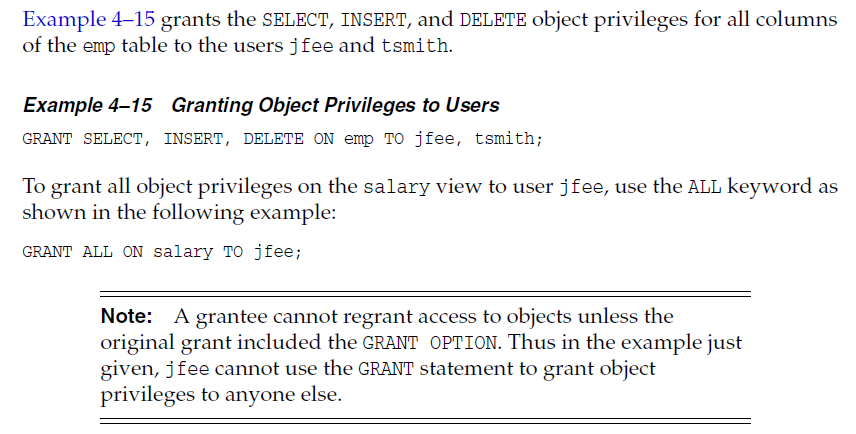 Example 4–15 grants the SELECT, INSERT, and DELETE object privileges for all columns
of the emp table to the users jfee and tsmith.
Example 4–15 Granting Object Privileges to Users
GRANT SELECT, INSERT, DELETE ON emp TO jfee, tsmith;
To grant all object privileges on the salary view to user jfee, use the ALL keyword as
shown in the following example:
GRANT ALL ON salary TO jfee;
Note: A grantee cannot regrant access to objects unless the
original grant included the GRANT OPTION. Thus in the example just
given, jfee cannot use the GRANT statement to grant object
privileges to anyone else.